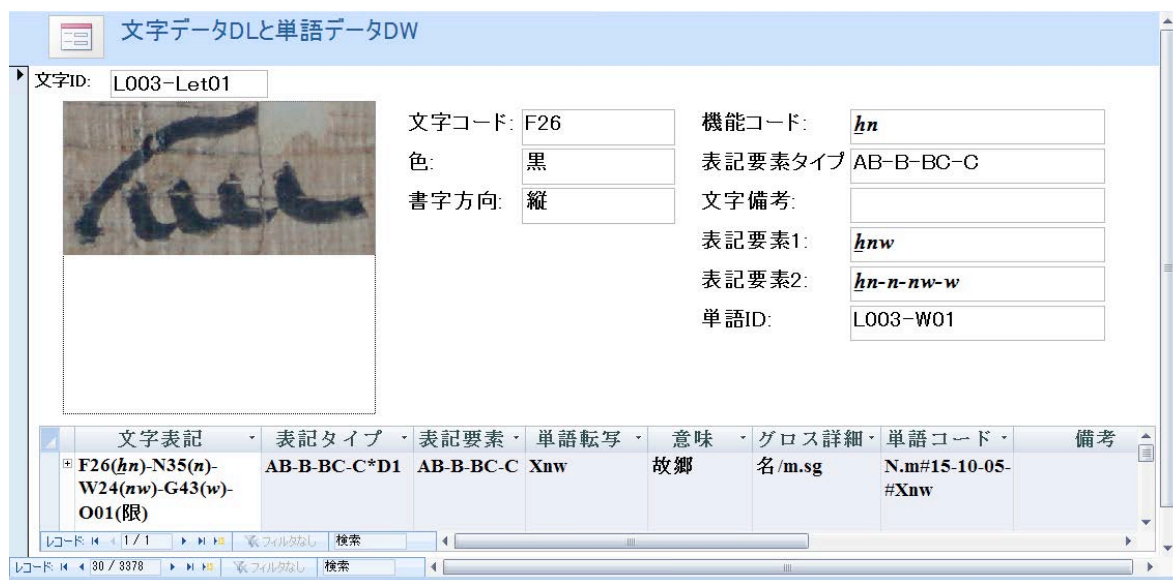 文字データDLと単語データDW
文字ID: L003-Let01
文字コード: F26
色: 黒
書字方向: 縦
機能コード: ẖn
表記要素タイプ AB-B-BC-C
文字備考:
表記要素1: ẖnw
表記要素2: ẖn-n-nw-w
単語ID: L003-W01
文字表記 表記タイプ 表記要素 単語転写 意味 グロス詳細 単語コード 備考
F26(ẖn)-N35(n)- AB-B-BC-C*D1 AB-B-BC-C Xnw 故郷 名/m.sg N.m#15-10-05-
W24(nw)-G43(w)- #Xnw
O01(限)
レコード: 1 / 1 フィルタなし 検索
レコード: 30 / 3378 フィルタなし 検索